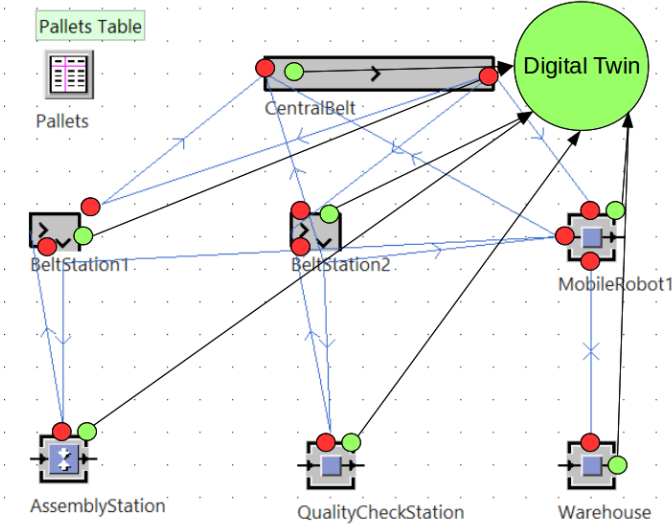 Pallets Table
Digital Twin
Pallets
CentralBelt
BeltStation1
BeltStation2
MobileRobot1
AssemblyStation
QualityCheckStation
Warehouse